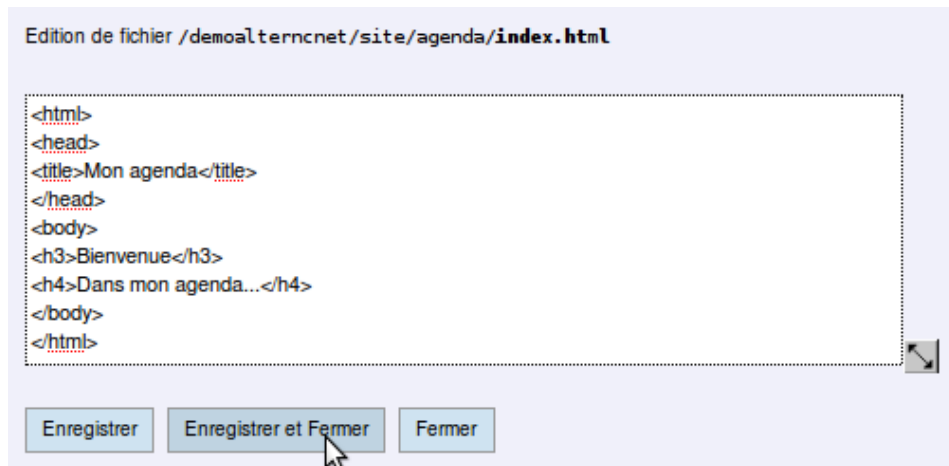 Edition de fichier /demoalterncnet/site/agenda/index.html
<html>
<head>
<title>Mon agenda</title>
</head>
<body>
<h3>Bienvenue</h3>
<h4>Dans mon agenda...</h4>
</body>
</html>
Enregistrer Enregistrer et Fermer Fermer